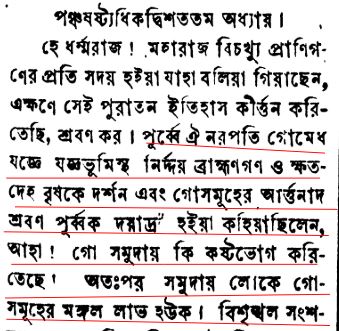 পঞ্চষষ্ট্যধিকদ্বিশততম অধ্যায়।
হে ধর্ম্মরাজ! মহারাজ বিচখ্যু প্রাণিগ-
ণের প্রতি সদয় হইয়া যাহা বলিয়া গিয়াছেন,
এক্ষণে সেই পুরাতন ইতিহাস কীর্ত্তন করি-
তেছি, শ্রবণ কর। পূর্ব্বে ঐ নরপতি গোমেধ
যজ্ঞে যজ্ঞভূমিস্থ নির্দ্দয় ব্রাহ্মণগণ ও ক্ষত-
দেহ বৃষকে দর্শন এবং গোসমূহের আর্ত্তনাদ
শ্রবণ পূর্ব্বক দয়ার্দ্র হইয়া কহিয়াছিলেন,
আহা! গো সমুদায় কি কষ্টভোগ করি-
তেছে! অতঃপর সমুদায় লোকে গো-
সমূহের মঙ্গল লাভ হউক। বিশৃঙ্খল সংশ-